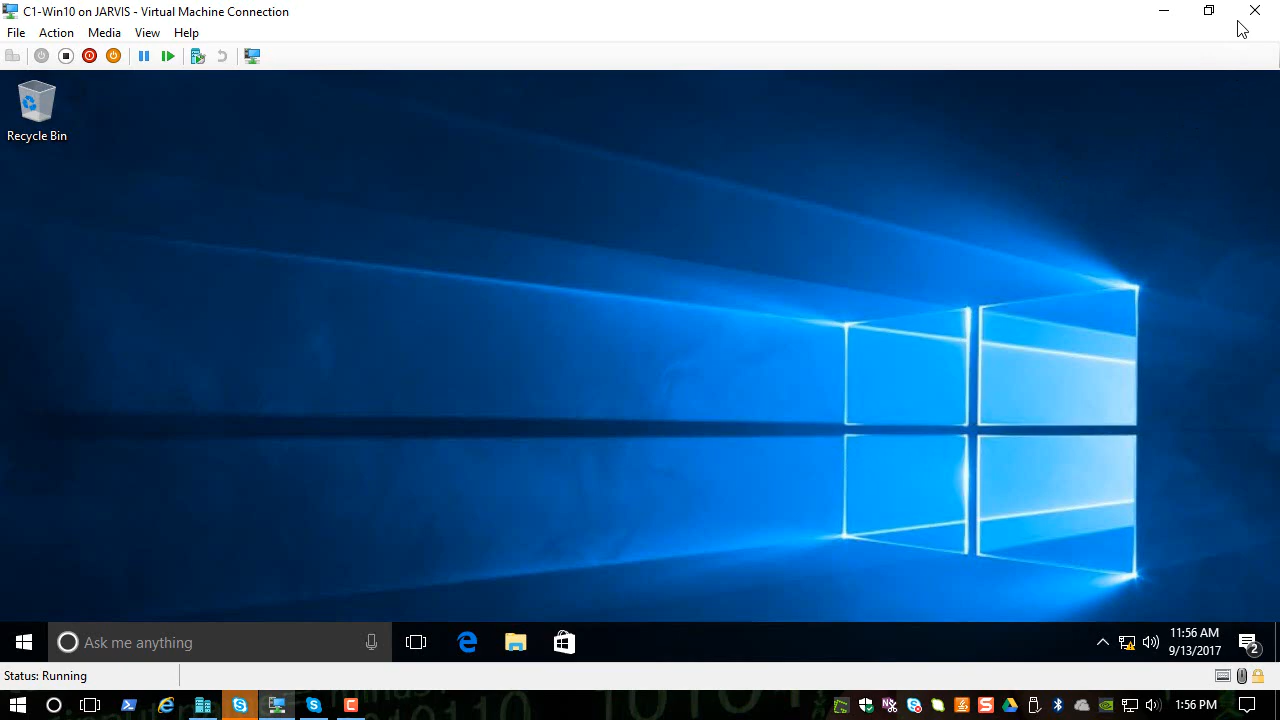 C1-Win10 on JARVIS - Virtual Machine Connection
File Action Media View Help
Recycle Bin
Ask me anything
11:56 AM
9/13/2017
2
Status: Running
1:56 PM